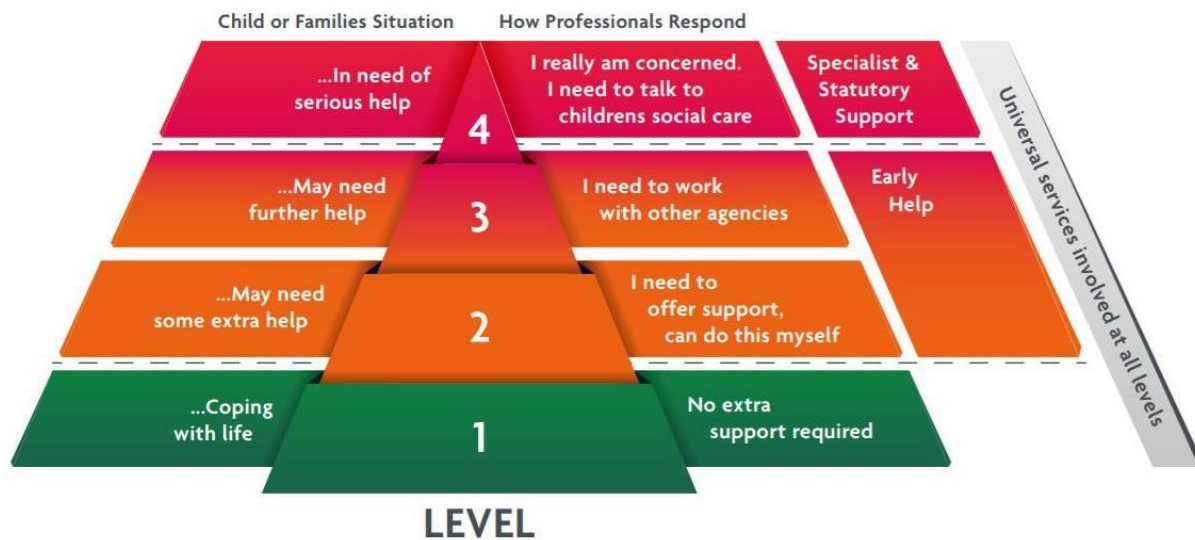 Child or Families Situation
How Professionals Respond
...In need of
serious help
4
I really am concerned.
I need to talk to
childrens social care
Specialist &
Statutory
Support
...May need
further help
3
I need to work
with other agencies
Early
Help
...May need
some extra help
2
I need to
offer support,
can do this myself
...Coping
with life
1
No extra
support required
Universal services involved at all levels
LEVEL